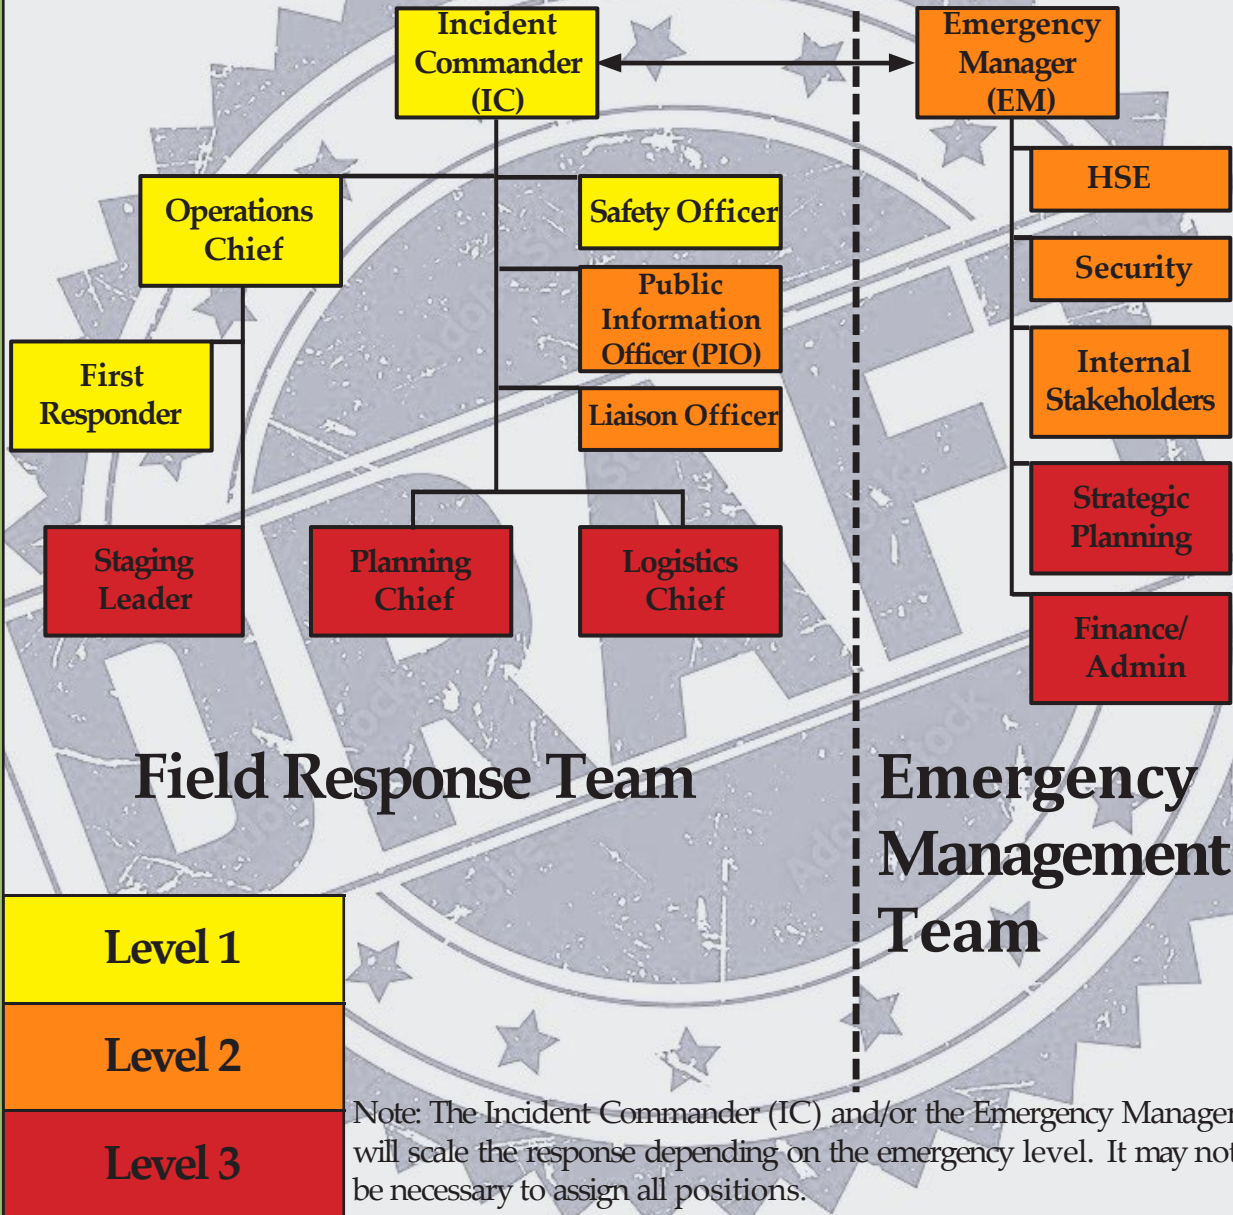 Incident
Commander
(IC)
Emergency
Manager
(EM)
Operations
Chief
Safety Officer
HSE
Public
Information
Officer (PIO)
Security
First
Responder
Liaison Officer
Internal
Stakeholders
Staging
Leader
Planning
Chief
Logistics
Chief
Strategic
Planning
Finance/
Admin
Field Response Team
Emergency
Management
Team
DRAFT
Level 1
Level 2
Level 3
Note: The Incident Commander (IC) and/or the Emergency Manager
will scale the response depending on the emergency level. It may not
be necessary to assign all positions.